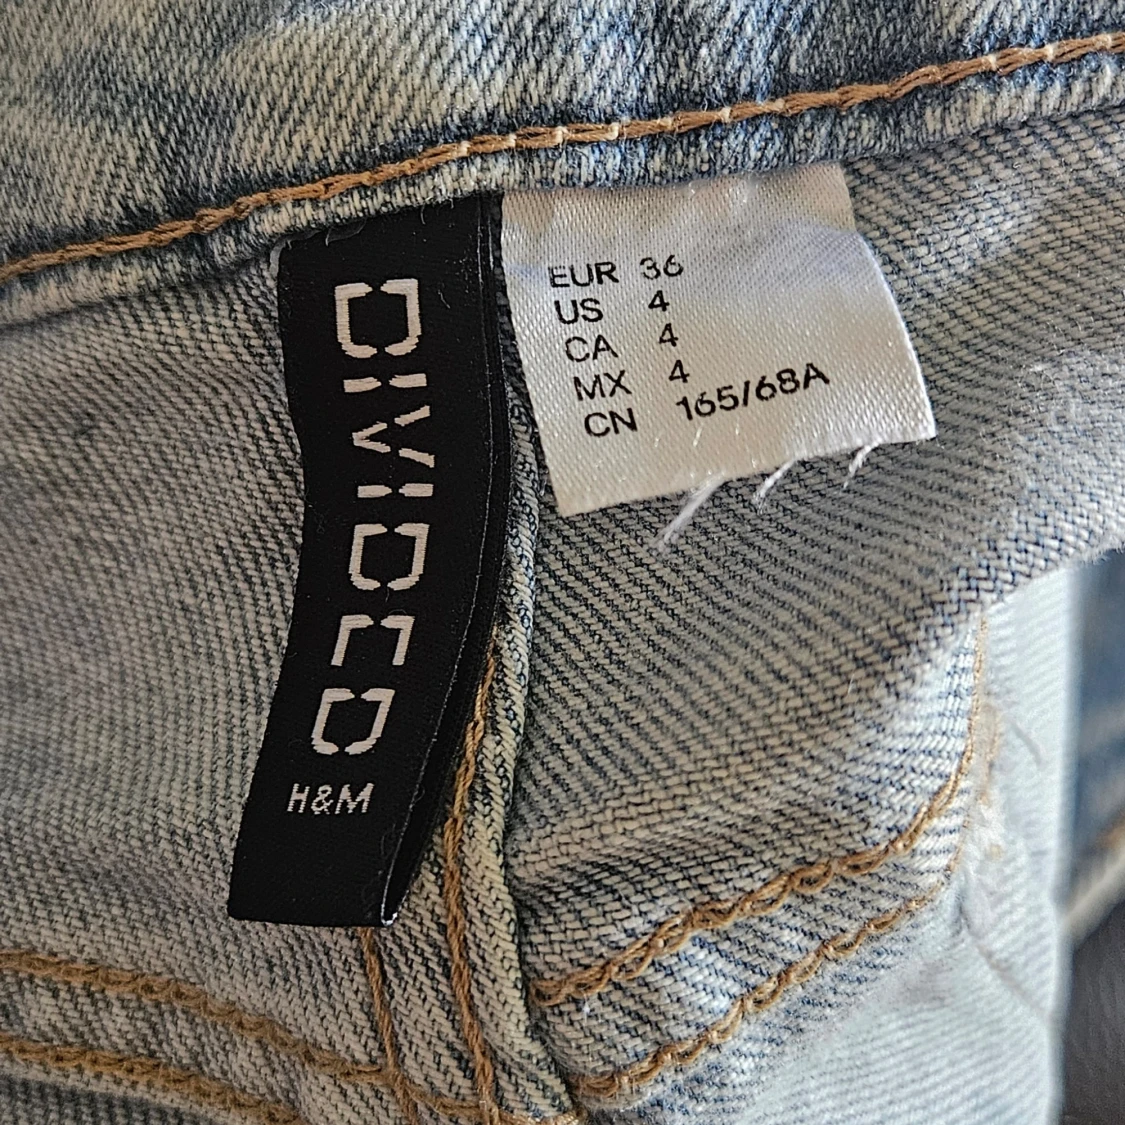 DIVIDED
H&M
EUR 36
US 4
CA 4
MX 4
CN 165/68A